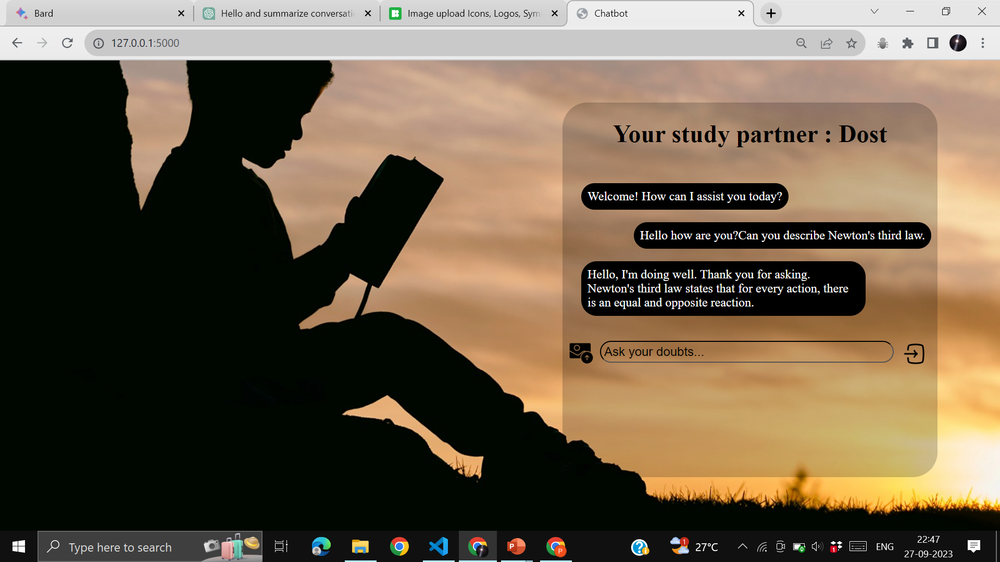 Bard
Hello and summarize conversati
Image upload Icons, Logos, Sym
Chatbot
127.0.0.1:5000
Your study partner : Dost
Welcome! How can I assist you today?
Hello how are you?Can you describe Newton's third law.
Hello, I'm doing well. Thank you for asking.
Newton's third law states that for every action, there
is an equal and opposite reaction.
Ask your doubts...
Type here to search
1
27°C
1
ENG
22:47
27-09-2023